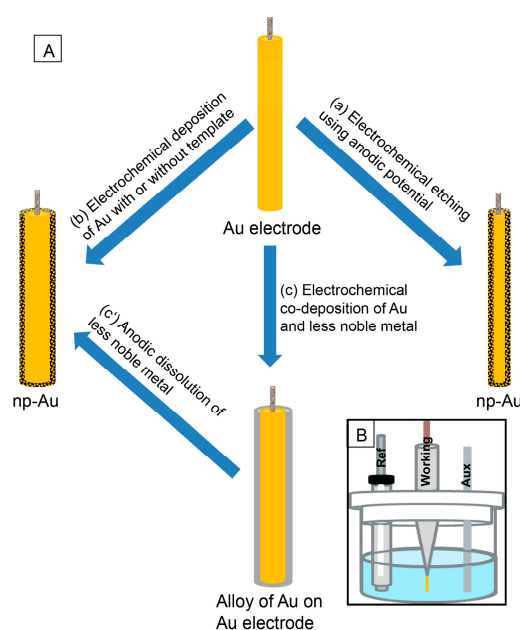 A
(b) Electrochemical deposition
of Au with or without template
(a) Electrochemical etching
using anodic potential
Au electrode
(c) Electrochemical
co-deposition of Au
and less noble metal
(c') Anodic dissolution of
less noble metal
np-Au
np-Au
B
Ref
Working
Aux
Alloy of Au on
Au electrode